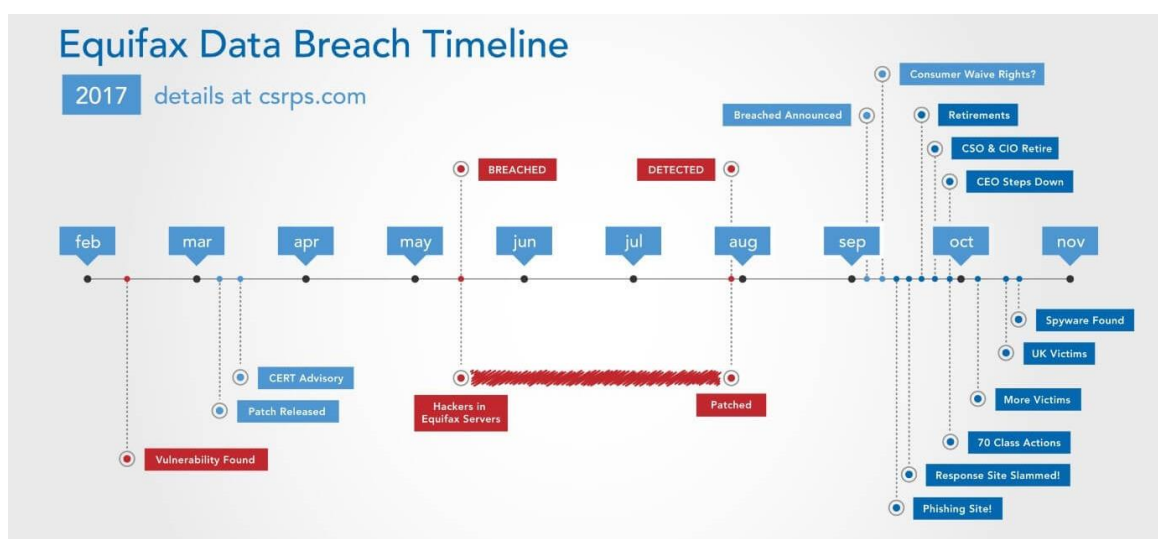 Equifax Data Breach Timeline
2017 details at csrps.com
Consumer Waive Rights?
Breached Announced
Retirements
CSO & CIO Retire
CEO Steps Down
BREACHED
DETECTED
feb
mar
apr
may
jun
jul
aug
sep
oct
nov
Spyware Found
UK Victims
CERT Advisory
More Victims
Patch Released
Hackers in
Equifax Servers
Patched
70 Class Actions
Vulnerability Found
Response Site Slammed!
Phishing Site!